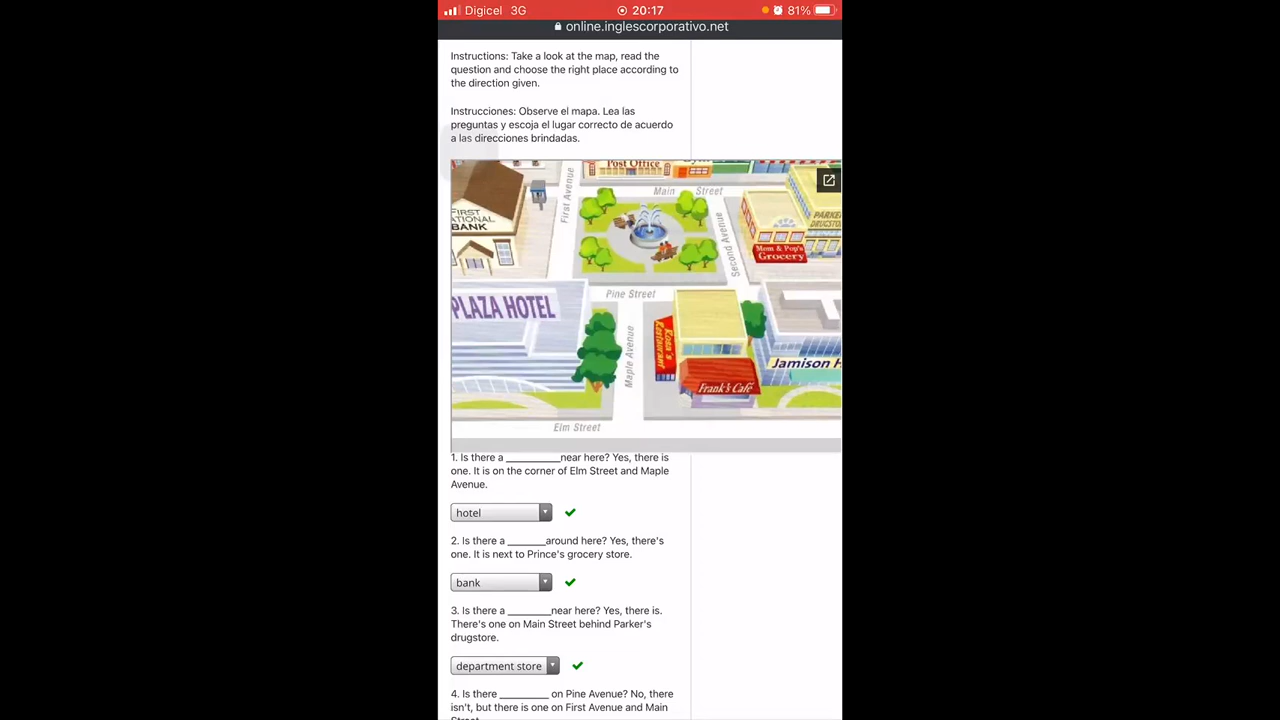 Digicel 3G 20:17 81%
online.inglescorporativo.net
Instructions: Take a look at the map, read the
question and choose the right place according to
the direction given.
Instrucciones: Observe el mapa. Lea las
preguntas y escoja el lugar correcto de acuerdo
a las direcciones brindadas.
Post Office
Main Street
First Avenue
FIRST
NATIONAL
BANK
Second Avenue
PARKER
DRUGSTO
Mom & Pop's
Grocery
PLAZA HOTEL
Pine Street
Maple Avenue
Rosa's
Restaurant
Frank's Café
Jamison H
Elm Street
1. Is there a __________near here? Yes, there is
one. It is on the corner of Elm Street and Maple
Avenue.
hotel
2. Is there a _______around here? Yes, there's
one. It is next to Prince's grocery store.
bank
3. Is there a ________near here? Yes, there is.
There's one on Main Street behind Parker's
drugstore.
department store
4. Is there _________ on Pine Avenue? No, there
isn't, but there is one on First Avenue and Main